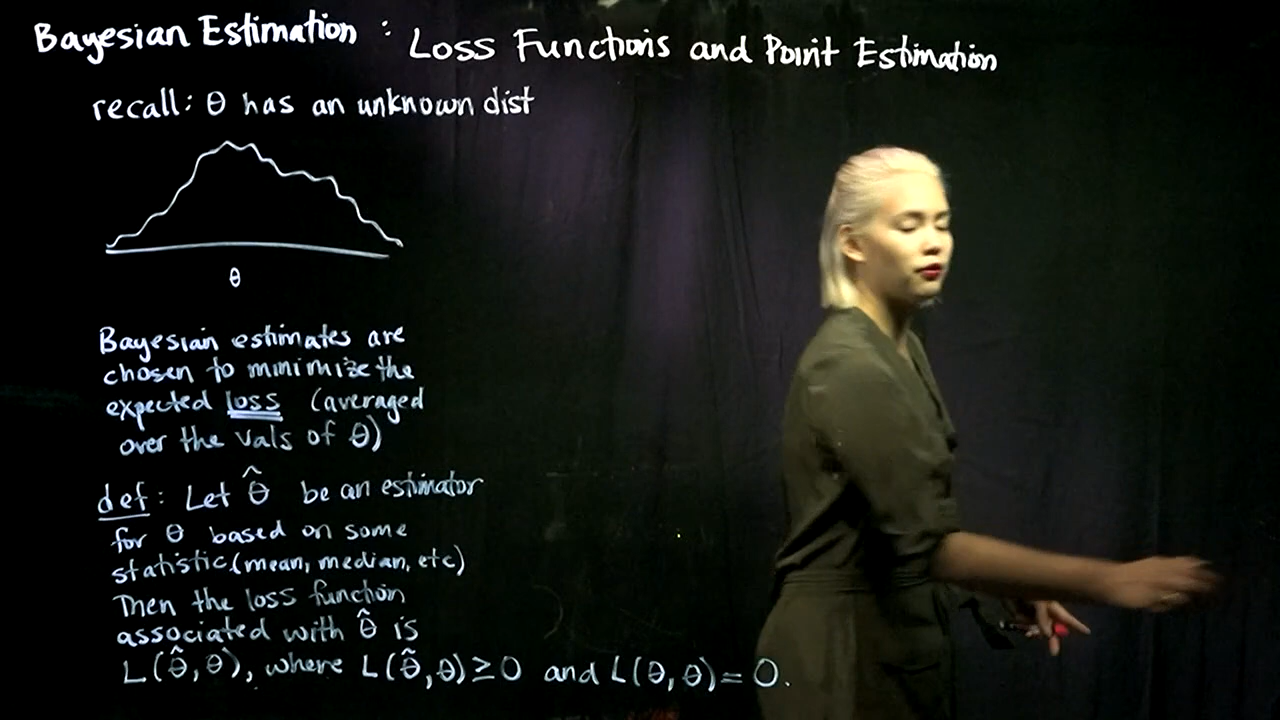 Bayesian Estimation : Loss Functions and Point Estimation
recall: θ has an unknown dist
θ
Bayesian estimates are
chosen to minimize the
expected loss (averaged
over the vals of θ)
def: Let θ̂ be an estimator
for θ based on some
statistic (mean, median, etc)
Then the loss function
associated with θ̂ is
L(θ̂, θ), where L(θ̂, θ) ≥ 0 and L(θ, θ) = 0.